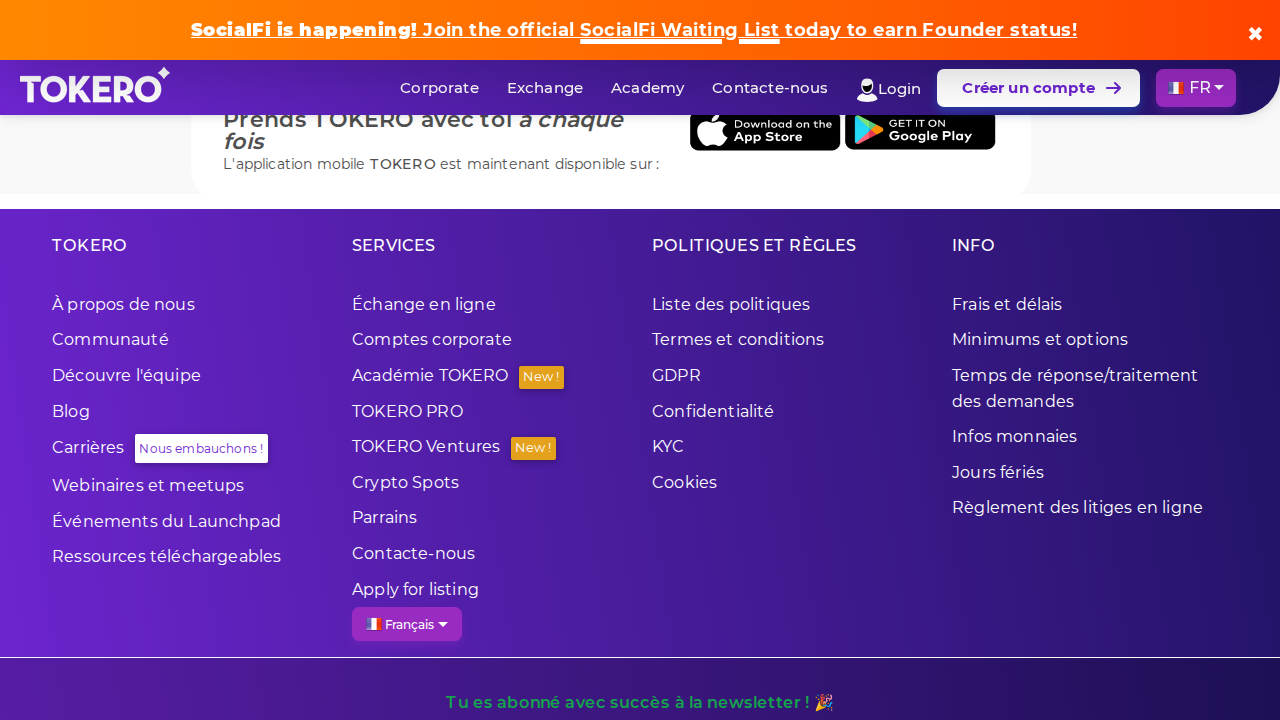 SocialFi is happening! Join the official SocialFi Waiting List today to earn Founder status!
✖
TOKERO
Corporate
Exchange
Academy
Contacte-nous
Login
Créer un compte
FR
Prends TOKERO avec toi à chaque
fois
L'application mobile TOKERO est maintenant disponible sur :
Download on the
App Store
GET IT ON
Google Play
TOKERO
À propos de nous
Communauté
Découvre l'équipe
Blog
Carrières Nous embauchons !
Webinaires et meetups
Événements du Launchpad
Ressources téléchargeables
SERVICES
Échange en ligne
Comptes corporate
Académie TOKERO New !
TOKERO PRO
TOKERO Ventures New !
Crypto Spots
Parrains
Contacte-nous
Apply for listing
Français
POLITIQUES ET RÈGLES
Liste des politiques
Termes et conditions
GDPR
Confidentialité
KYC
Cookies
INFO
Frais et délais
Minimums et options
Temps de réponse/traitement
des demandes
Infos monnaies
Jours fériés
Règlement des litiges en ligne
Tu es abonné avec succès à la newsletter ! 🎉